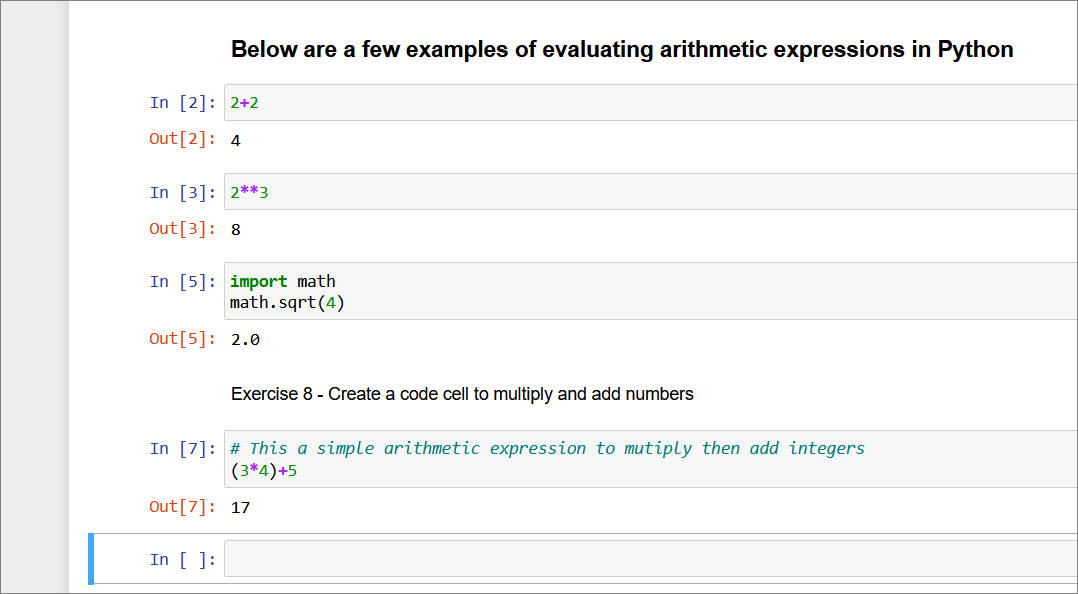 Below are a few examples of evaluating arithmetic expressions in Python
In [2]: 2+2
Out[2]: 4
In [3]: 2**3
Out[3]: 8
In [5]: import math
math.sqrt(4)
Out[5]: 2.0
Exercise 8 - Create a code cell to multiply and add numbers
In [7]: # This a simple arithmetic expression to mutiply then add integers
(3*4)+5
Out[7]: 17
In [ ]: